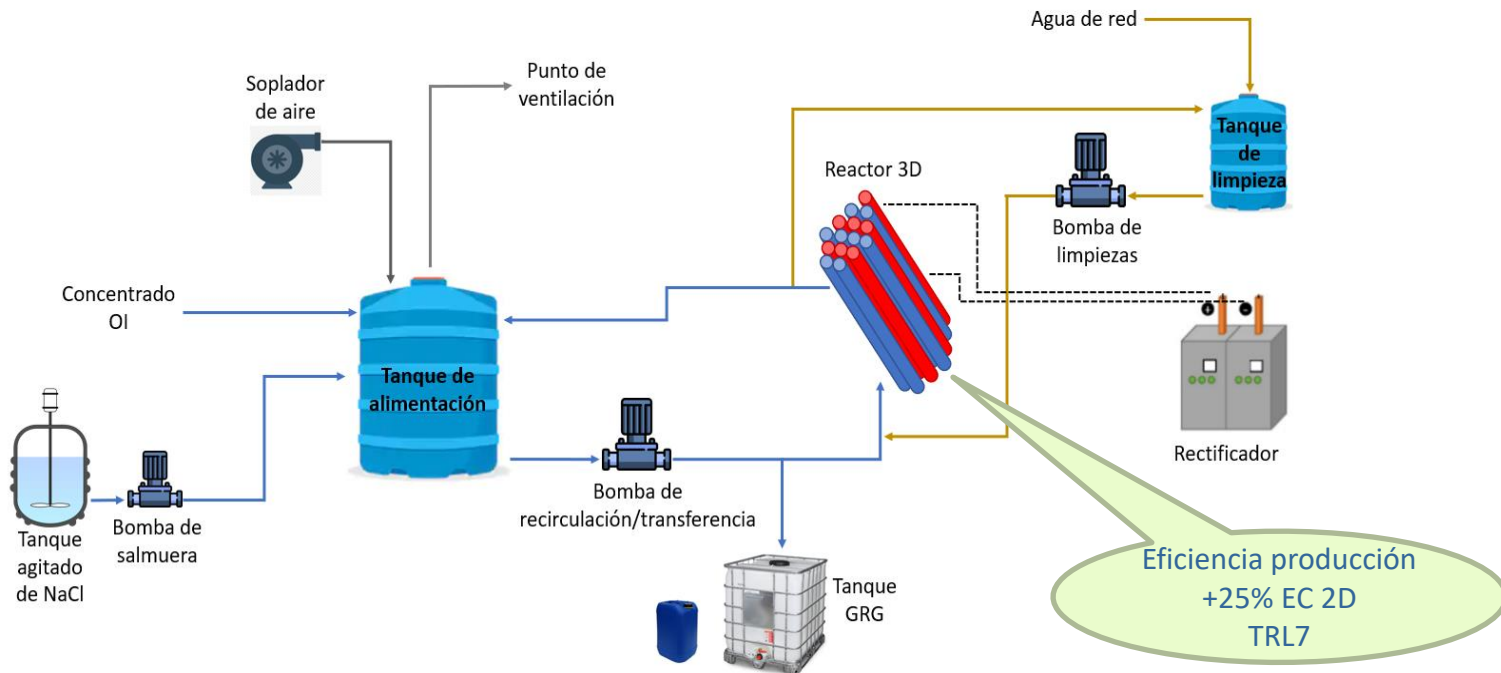 Agua de red
Soplador
de aire
Punto de
ventilación
Tanque
de
limpieza
Reactor 3D
Bomba de
limpiezas
Concentrado
OI
Tanque de
alimentación
Rectificador
Bomba de
recirculación/transferencia
Tanque
agitado
de NaCl
Bomba de
salmuera
Tanque
GRG
Eficiencia producción
+25% EC 2D
TRL7